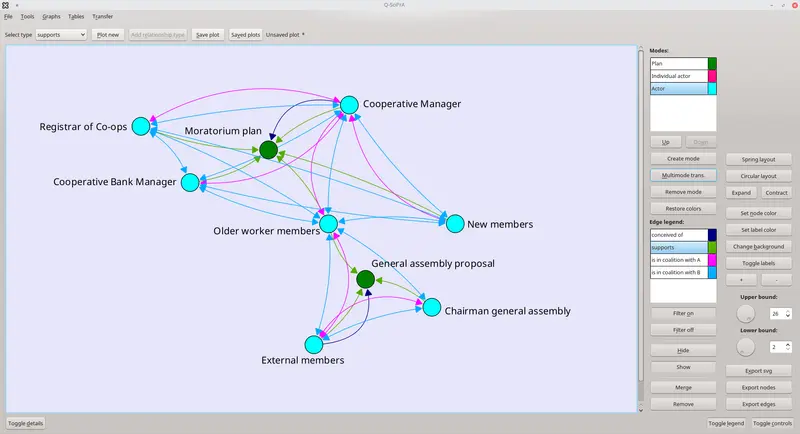 Q-SoPrA
File Tools Graphs Tables Transfer
Select type supports Plot new Add relationship type Save plot Saved plots Unsaved plot *
Modes:
Plan
Individual actor
Actor
Up Down
Create mode
Multimode trans.
Remove mode
Restore colors
Edge legend:
conceived of
supports
is in coalition with A
is in coalition with B
Filter on
Filter off
Hide
Show
Merge
Remove
Spring layout
Circular layout
Expand Contract
Set node color
Set label color
Change background
Toggle labels
+ -
Upper bound:
26
Lower bound:
2
Export svg
Export nodes
Export edges
Cooperative Manager
Registrar of Co-ops
Moratorium plan
Cooperative Bank Manager
Older worker members
New members
General assembly proposal
Chairman general assembly
External members
Toggle details Toggle legend Toggle controls